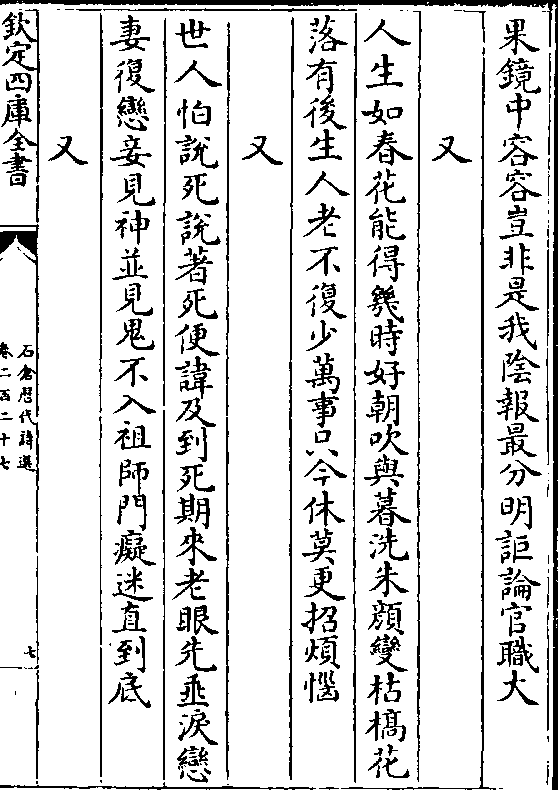 果鏡中容容豈非是我陰報最分明詎論官職大
又
人生如春花能得幾時好朝吹與暮洗朱顔變枯槁花
落有後生人老不復少萬事只今休莫更招煩惱
又
世人怕說死說著死便諱及到死期來老眼先垂淚戀
妻復戀妾見神並見鬼不入祖師門癡迷直到底
又
欽定四庫全書
石倉歴代詩選
卷二百二十七
七